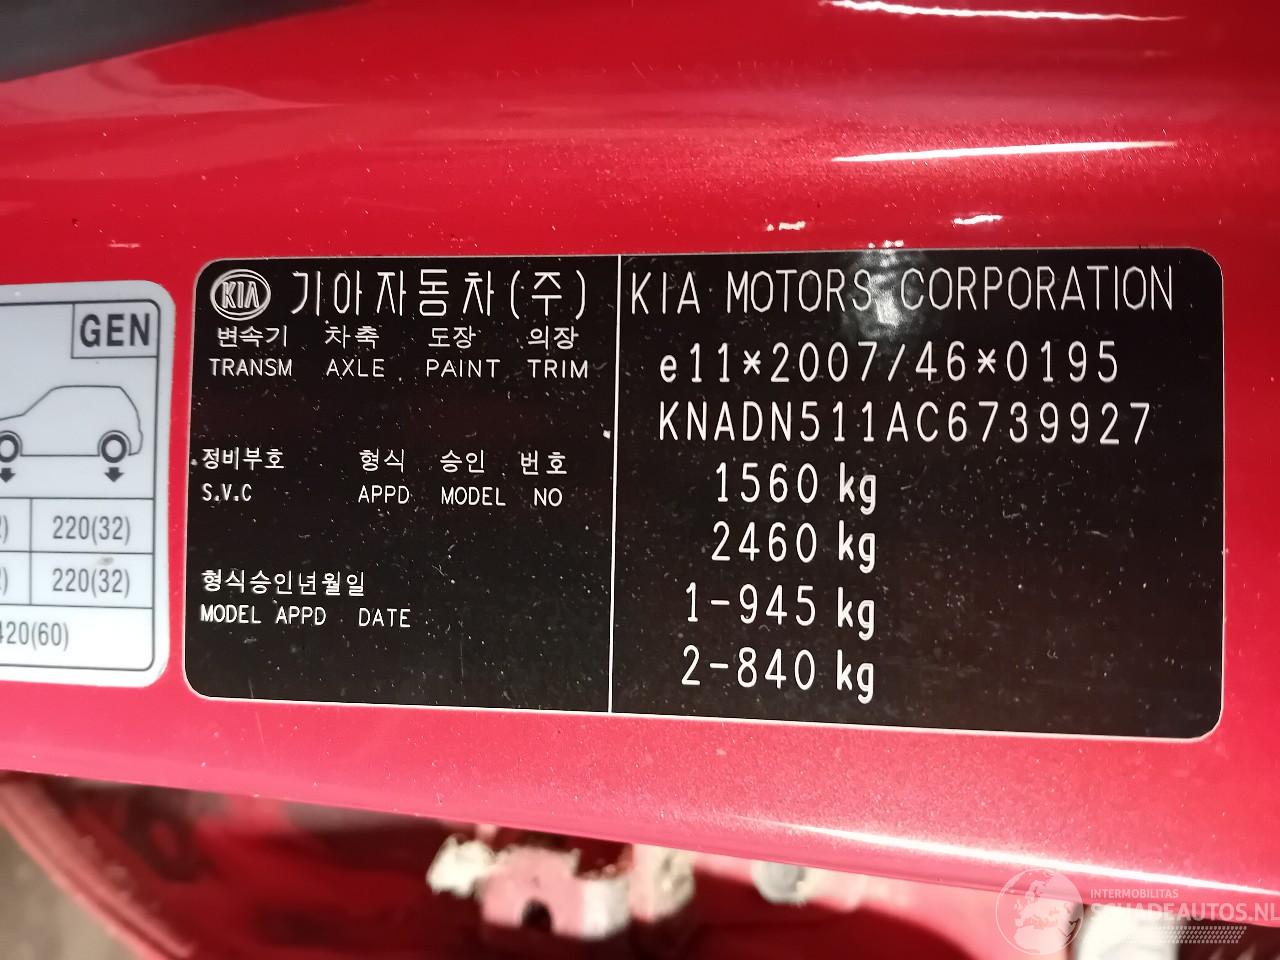 GEN
220(32)
220(32)
420(60)
KIA 기아자동차(주)
변속기 차축 도장 의장
TRANSM AXLE PAINT TRIM
정비부호 형식 승인 번호
S.V.C APPD MODEL NO
형식승인년월일
MODEL APPD DATE
KIA MOTORS CORPORATION
e11*2007/46*0195
KNADN511AC6739927
1560 kg
2460 kg
1-945 kg
2-840 kg
INTERMOBILITAS
SCHADEAUTOS.NL